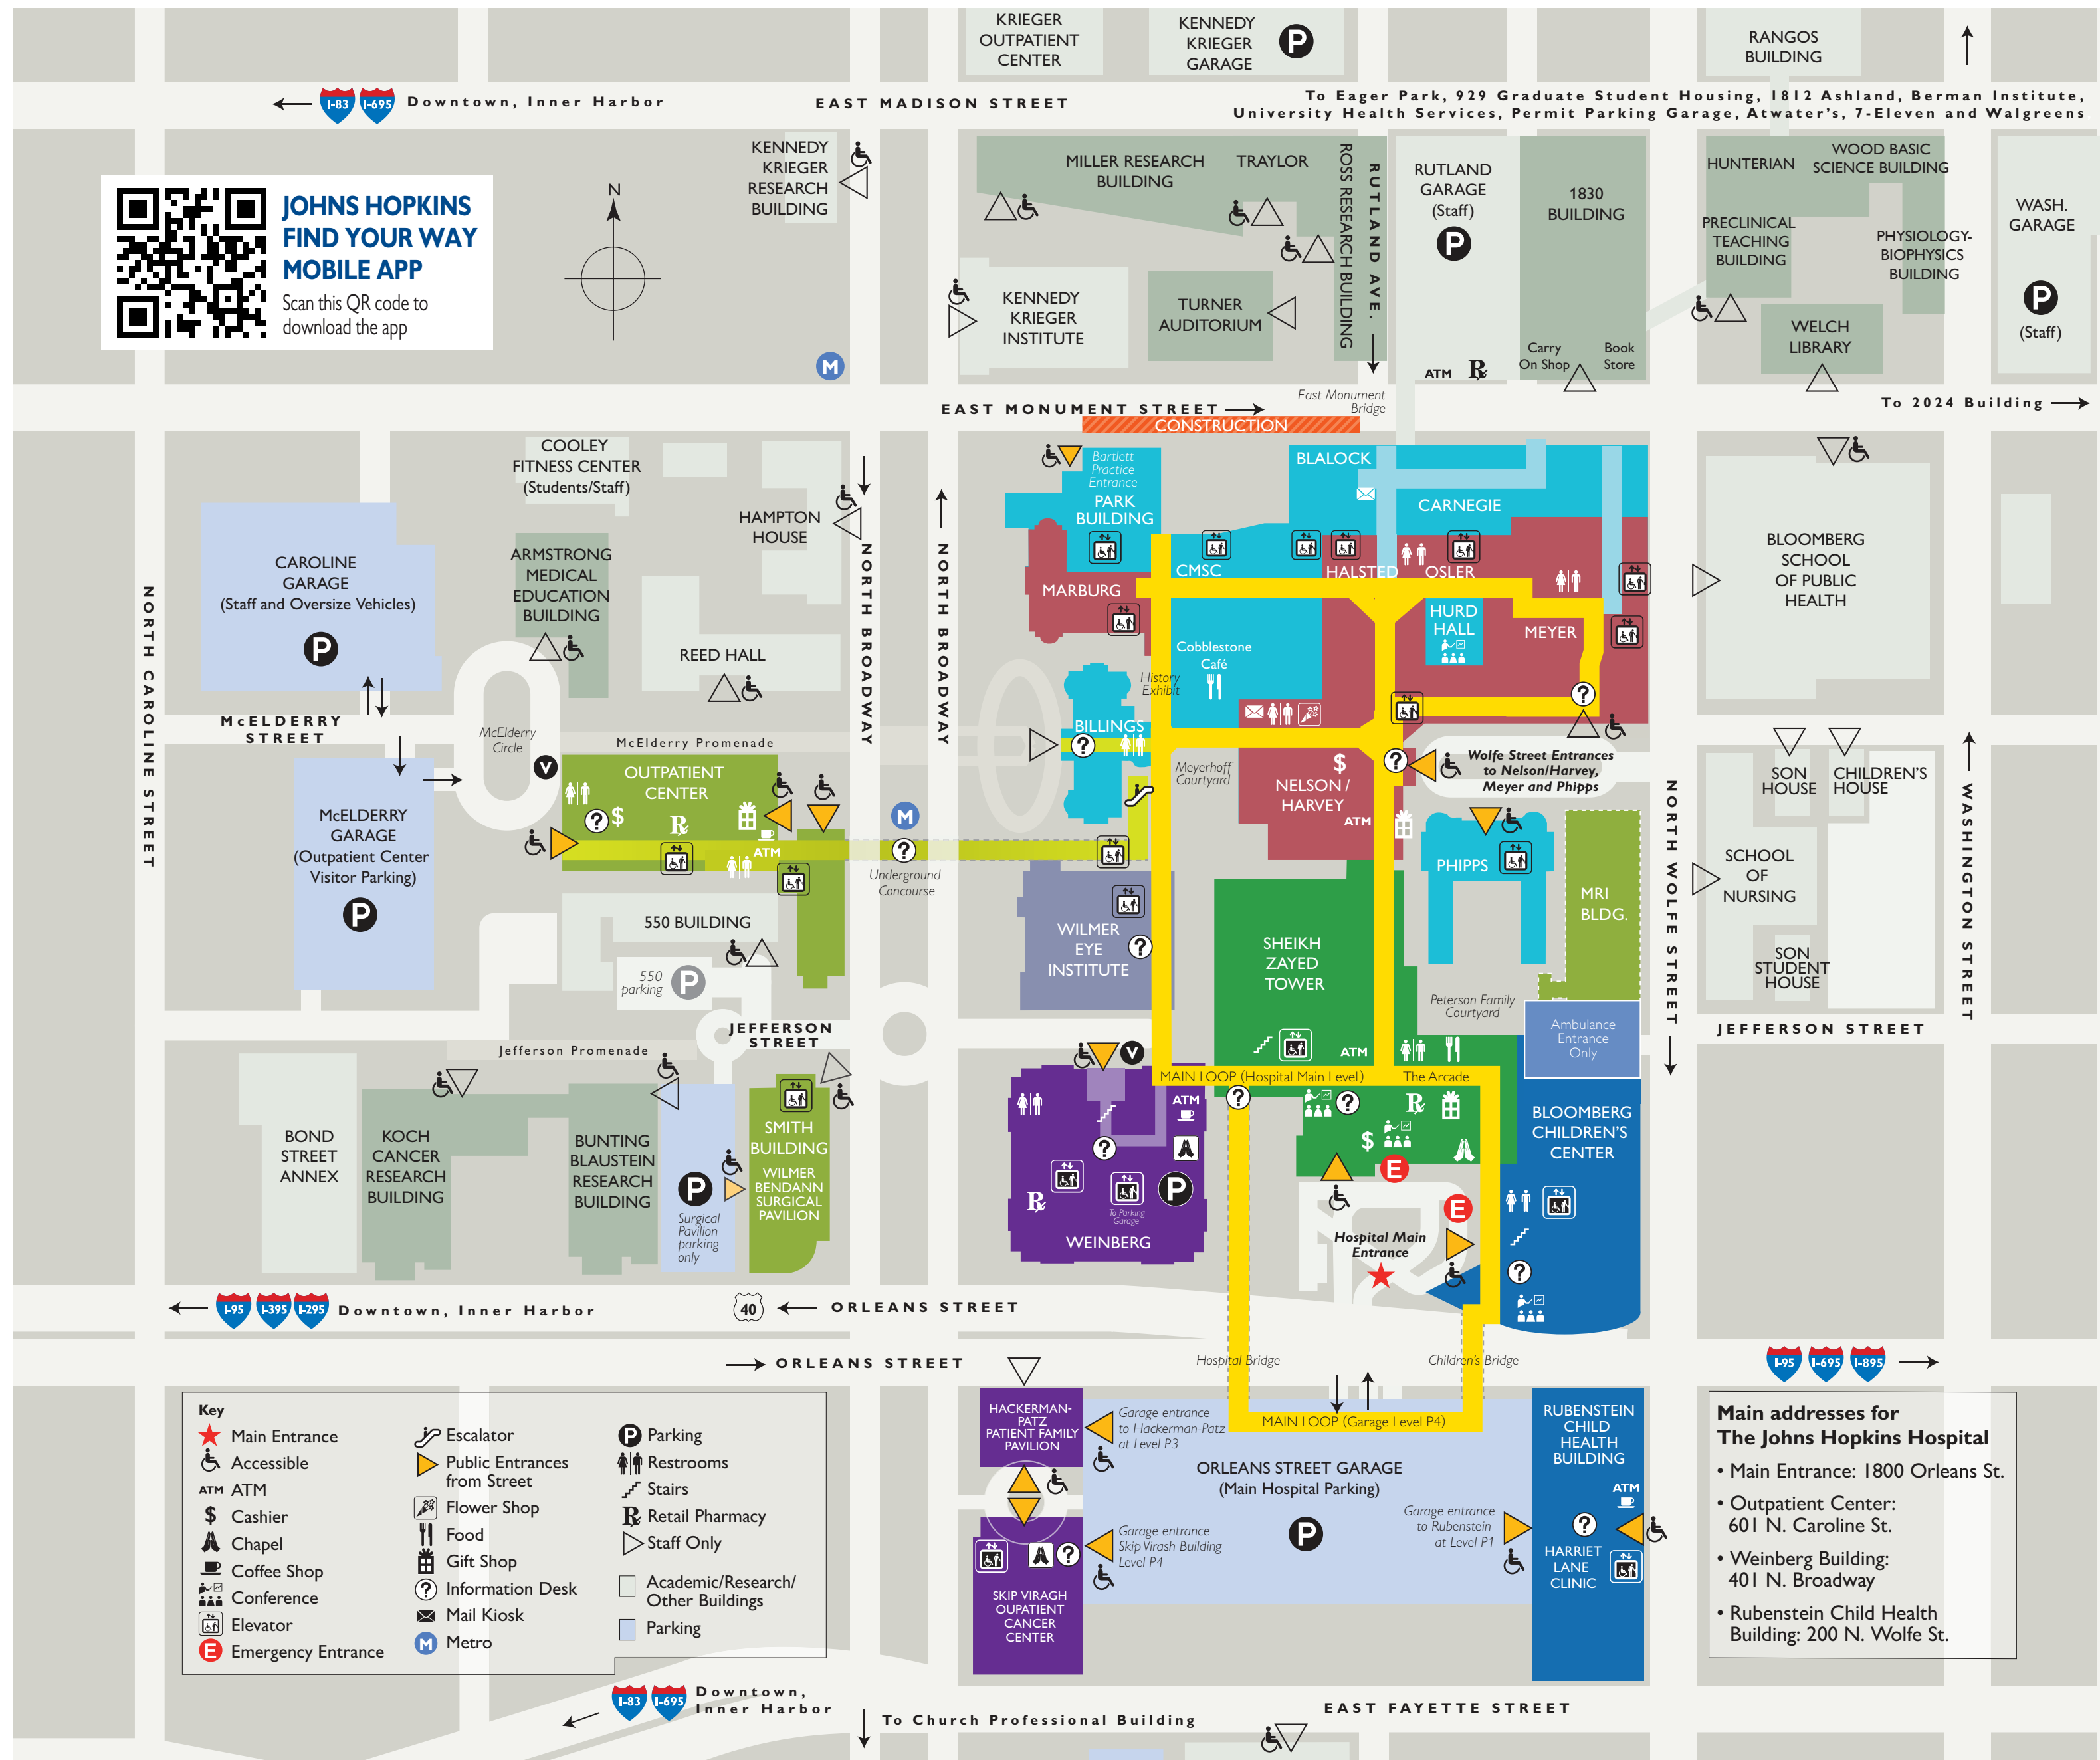 KRIEGER
OUTPATIENT
CENTER
KENNEDY
KRIEGER
GARAGE
P
RANGOS
BUILDING
I-83 I-695 Downtown, Inner Harbor
EAST MADISON STREET
To Eager Park, 929 Graduate Student Housing, 1812 Ashland, Berman Institute,
University Health Services, Permit Parking Garage, Atwater's, 7-Eleven and Walgreens
JOHNS HOPKINS
FIND YOUR WAY
MOBILE APP
Scan this QR code to
download the app
N
KENNEDY
KRIEGER
RESEARCH
BUILDING
M
MILLER RESEARCH
BUILDING
TRAYLOR
ROSS RESEARCH BUILDING
RUTLAND AVE.
RUTLAND
GARAGE
(Staff)
P
ATM Rx
1830
BUILDING
Carry
On Shop
Book
Store
HUNTERIAN
WOOD BASIC
SCIENCE BUILDING
PRECLINICAL
TEACHING
BUILDING
PHYSIOLOGY-
BIOPHYSICS
BUILDING
WELCH
LIBRARY
WASH.
GARAGE
P
(Staff)
KENNEDY
KRIEGER
INSTITUTE
TURNER
AUDITORIUM
EAST MONUMENT STREET
East Monument
Bridge
To 2024 Building
CONSTRUCTION
COOLEY
FITNESS CENTER
(Students/Staff)
HAMPTON
HOUSE
ARMSTRONG
MEDICAL
EDUCATION
BUILDING
REED HALL
CAROLINE
GARAGE
(Staff and Oversize Vehicles)
P
NORTH CAROLINE STREET
McELDERRY
STREET
McElderry
Circle
McElderry Promenade
V
NORTH BROADWAY
NORTH BROADWAY
McELDERRY
GARAGE
(Outpatient Center
Visitor Parking)
P
OUTPATIENT
CENTER
? $
Rx
ATM
M
?
Underground
Concourse
550 BUILDING
550
parking
P
Bartlett
Practice
Entrance
PARK
BUILDING
BLALOCK
CARNEGIE
MARBURG
CMSC
HALSTED
OSLER
HURD
HALL
MEYER
Cobblestone
Café
History
Exhibit
BILLINGS
?
Meyerhoff
Courtyard
NELSON /
HARVEY
$
ATM
?
?
Wolfe Street Entrances
to Nelson/Harvey,
Meyer and Phipps
PHIPPS
MRI
BLDG.
WILMER
EYE
INSTITUTE
?
SHEIKH
ZAYED
TOWER
ATM
Peterson Family
Courtyard
Ambulance
Entrance
Only
NORTH WOLFE STREET
BLOOMBERG
SCHOOL
OF PUBLIC
HEALTH
SON
HOUSE
CHILDREN'S
HOUSE
SCHOOL
OF
NURSING
SON
STUDENT
HOUSE
WASHINGTON STREET
JEFFERSON STREET
JEFFERSON
STREET
Jefferson Promenade
BOND
STREET
ANNEX
KOCH
CANCER
RESEARCH
BUILDING
BUNTING
BLAUSTEIN
RESEARCH
BUILDING
P
Surgical
Pavilion
parking
only
SMITH
BUILDING
WILMER
BENDANN
SURGICAL
PAVILION
V
ATM
?
Rx
P
To Parking
Garage
WEINBERG
MAIN LOOP (Hospital Main Level)
The Arcade
?
?
Rx
$
E
E
Hospital Main
Entrance
BLOOMBERG
CHILDREN'S
CENTER
?
I-95 I-395 I-295 Downtown, Inner Harbor
40
ORLEANS STREET
ORLEANS STREET
Hospital Bridge
Children's Bridge
I-95 I-695 I-895
MAIN LOOP (Garage Level P4)
HACKERMAN-
PATZ
PATIENT FAMILY
PAVILION
Garage entrance
to Hackerman-Patz
at Level P3
ORLEANS STREET GARAGE
(Main Hospital Parking)
P
Garage entrance
Skip Virash Building
Level P4
Garage entrance
to Rubenstein
at Level P1
?
SKIP VIRAGH
OUPATIENT
CANCER
CENTER
RUBENSTEIN
CHILD
HEALTH
BUILDING
ATM
?
HARRIET
LANE
CLINIC
Key
Main Entrance
Accessible
ATM ATM
$ Cashier
Chapel
Coffee Shop
Conference
Elevator
E Emergency Entrance
Escalator
Public Entrances
from Street
Flower Shop
Food
Gift Shop
? Information Desk
Mail Kiosk
M Metro
P Parking
Restrooms
Stairs
Rx Retail Pharmacy
Staff Only
Academic/Research/
Other Buildings
Parking
Main addresses for
The Johns Hopkins Hospital
• Main Entrance: 1800 Orleans St.
• Outpatient Center:
601 N. Caroline St.
• Weinberg Building:
401 N. Broadway
• Rubenstein Child Health
Building: 200 N. Wolfe St.
I-83 I-695 Downtown,
Inner Harbor
To Church Professional Building
EAST FAYETTE STREET